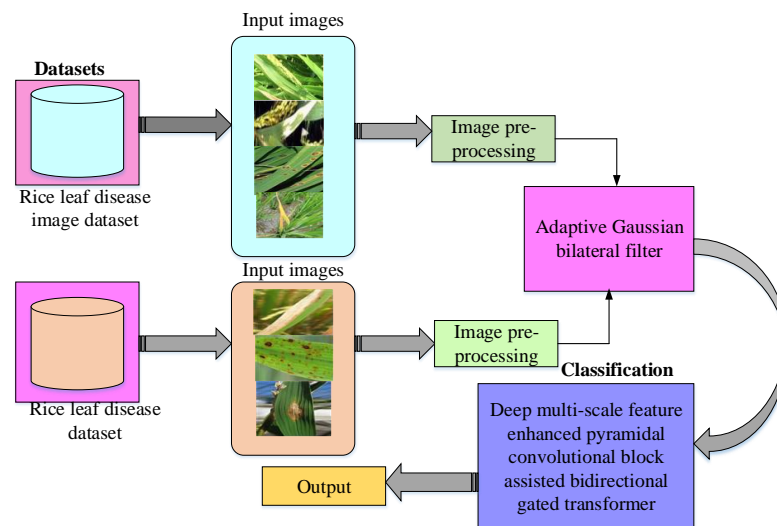 Input images
Datasets
Image pre-
processing
Rice leaf disease
image dataset
Adaptive Gaussian
bilateral filter
Input images
Image pre-
processing
Classification
Rice leaf disease
dataset
Deep multi-scale feature
enhanced pyramidal
convolutional block
assisted bidirectional
gated transformer
Output